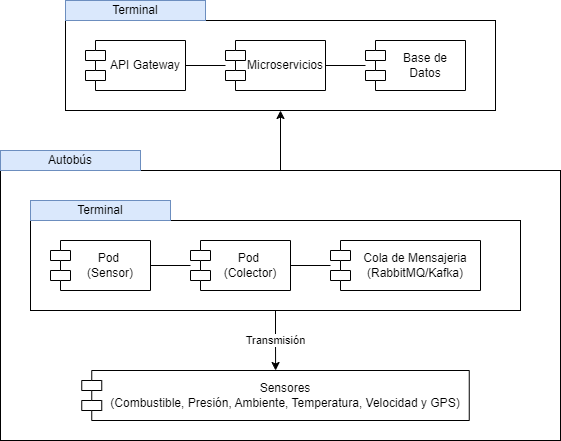 Terminal
API Gateway
Microservicios
Base de
Datos
Autobús
Terminal
Pod
(Sensor)
Pod
(Colector)
Cola de Mensajeria
(RabbitMQ/Kafka)
Transmisión
Sensores
(Combustible, Presión, Ambiente, Temperatura, Velocidad y GPS)